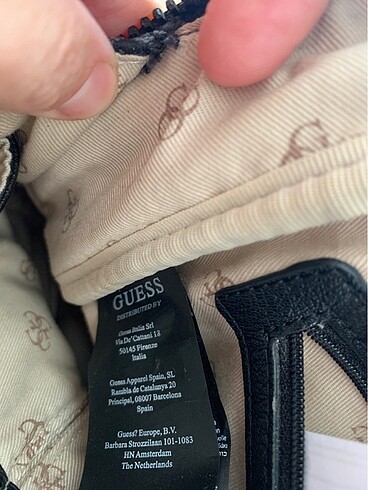 GUESS
DISTRIBUTED BY
Guess Italia Srl
Via De' Cattani 18
50145 Firenze
Italia
Guess Apparel Spain, SL
Rambla de Catalunya 20
Principal, 08007 Barcelona
Spain
Guess? Europe, B.V.
Barbara Strozzilaan 101-1083
HN Amsterdam
The Netherlands